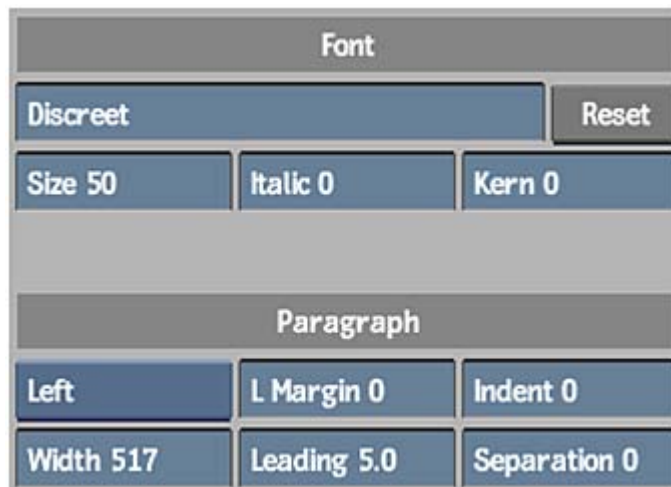 Font
Discreet Reset
Size 50 Italic 0 Kern 0
Paragraph
Left L Margin 0 Indent 0
Width 517 Leading 5.0 Separation 0